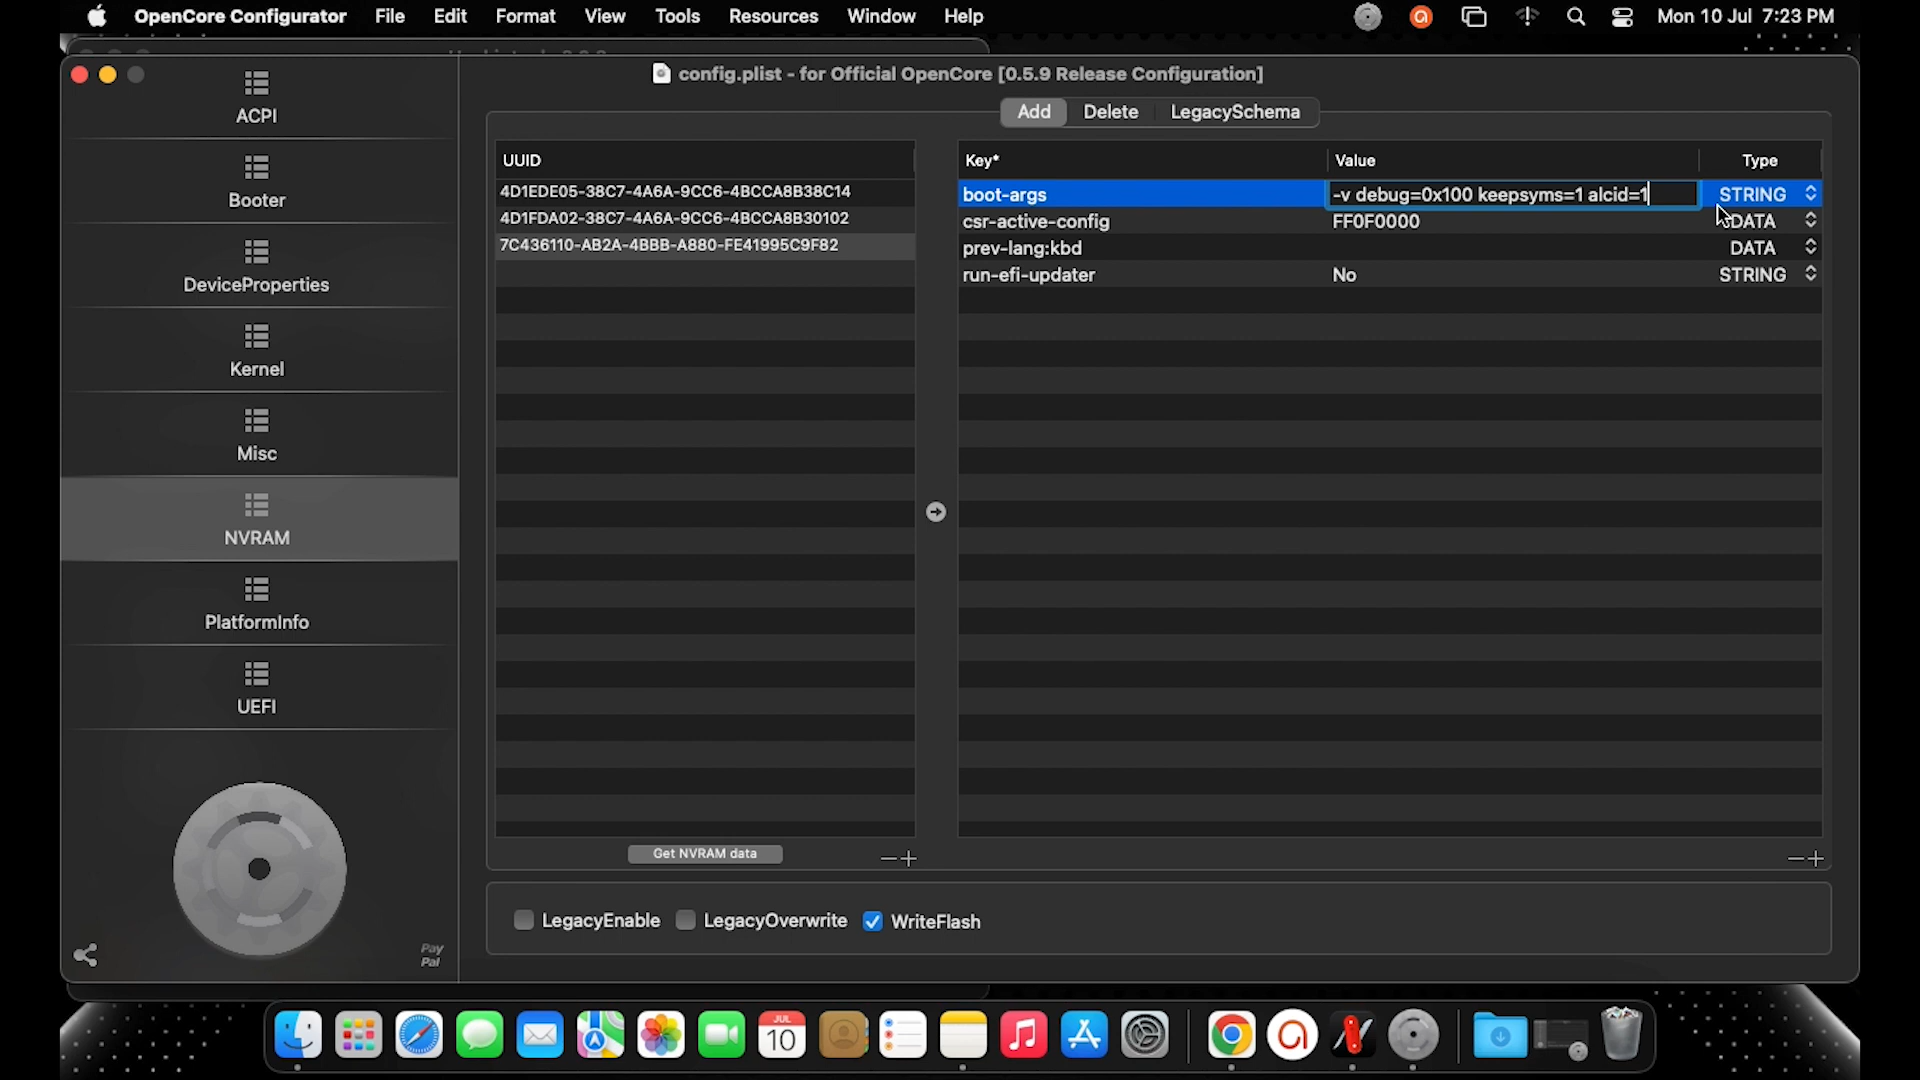 OpenCore Configurator File Edit Format View Tools Resources Window Help Mon 10 Jul 7:23 PM
config.plist - for Official OpenCore [0.5.9 Release Configuration]
ACPI
Booter
DeviceProperties
Kernel
Misc
NVRAM
PlatformInfo
UEFI
Pay
Pal
Add Delete LegacySchema
UUID
4D1EDE05-38C7-4A6A-9CC6-4BCCA8B38C14
4D1FDA02-38C7-4A6A-9CC6-4BCCA8B30102
7C436110-AB2A-4BBB-A880-FE41995C9F82
Key* Value Type
boot-args -v debug=0x100 keepsyms=1 alcid=1 STRING
csr-active-config FF0F0000 DATA
prev-lang:kbd DATA
run-efi-updater No STRING
Get NVRAM data
LegacyEnable LegacyOverwrite WriteFlash
JUL
10